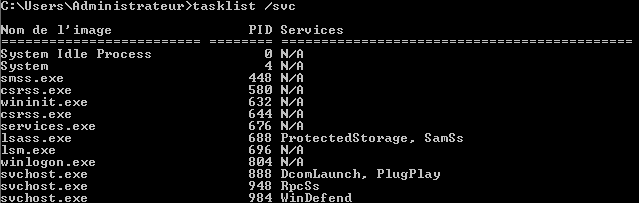 C:\Users\Administrateur>tasklist /svc
Nom de l'image PID Services
========================= ======== ============================================
System Idle Process 0 N/A
System 4 N/A
smss.exe 448 N/A
csrss.exe 580 N/A
wininit.exe 632 N/A
csrss.exe 644 N/A
services.exe 676 N/A
lsass.exe 688 ProtectedStorage, SamSs
lsm.exe 696 N/A
winlogon.exe 804 N/A
svchost.exe 888 DcomLaunch, PlugPlay
svchost.exe 948 RpcSs
svchost.exe 984 WinDefend